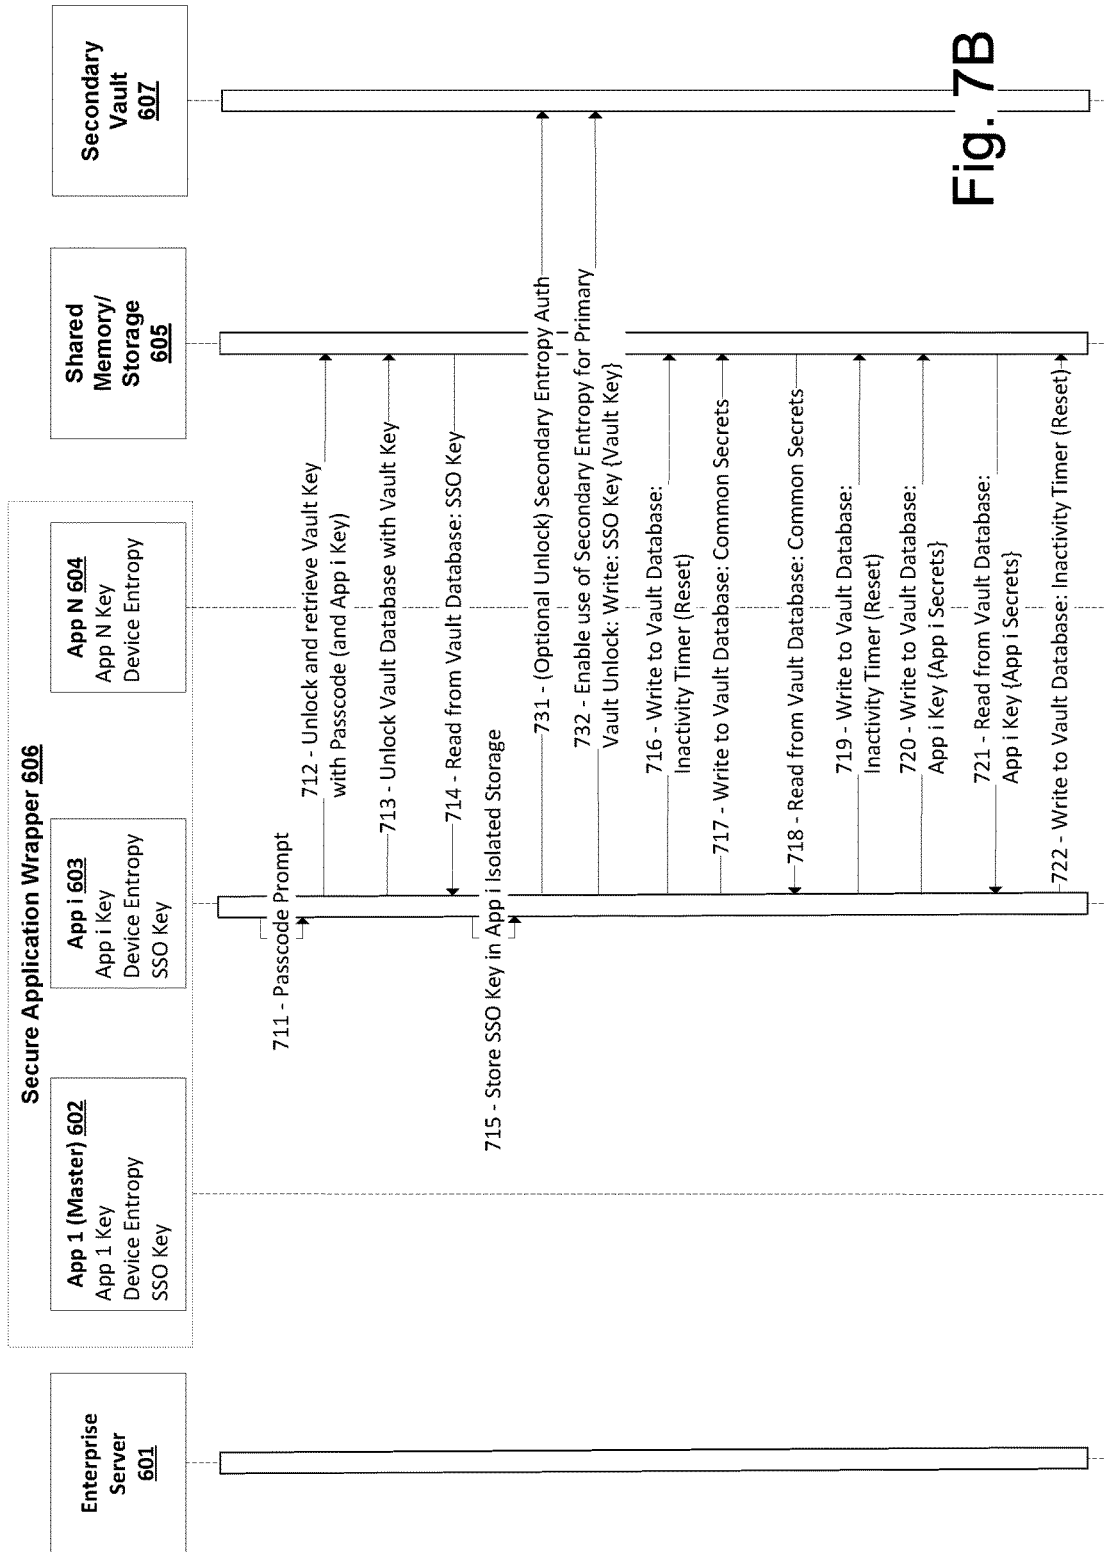 Secure Application Wrapper 606
Enterprise
Server
601
App 1 (Master) 602
App 1 Key
Device Entropy
SSO Key
App i 603
App i Key
Device Entropy
SSO Key
App N 604
App N Key
Device Entropy
Shared
Memory/
Storage
605
Secondary
Vault
607
711 - Passcode Prompt
712 - Unlock and retrieve Vault Key
with Passcode (and App i Key)
713 - Unlock Vault Database with Vault Key
714 - Read from Vault Database: SSO Key
715 - Store SSO Key in App i Isolated Storage
731 - (Optional Unlock) Secondary Entropy Auth
732 - Enable use of Secondary Entropy for Primary
Vault Unlock: Write: SSO Key {Vault Key}
716 - Write to Vault Database:
Inactivity Timer (Reset)
717 - Write to Vault Database: Common Secrets
718 - Read from Vault Database: Common Secrets
719 - Write to Vault Database:
Inactivity Timer (Reset)
720 - Write to Vault Database:
App i Key {App i Secrets}
721 - Read from Vault Database:
App i Key {App i Secrets}
722 - Write to Vault Database: Inactivity Timer (Reset)
Fig. 7B